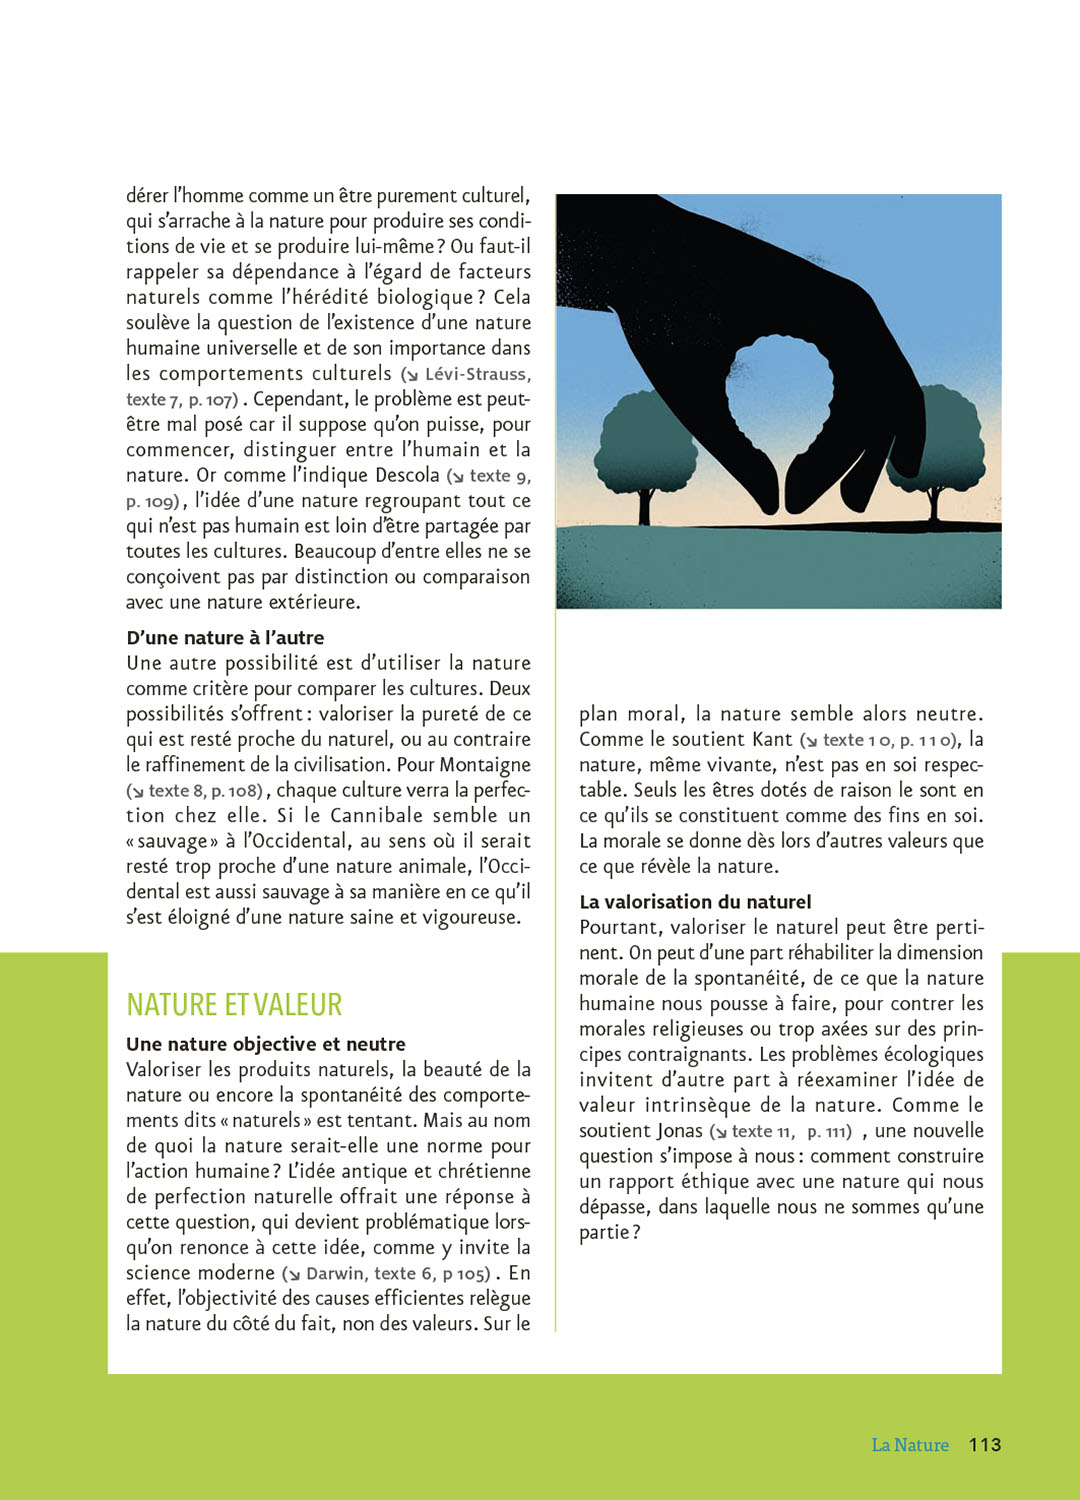 dérer l’homme comme un être purement culturel,
qui s’arrache à la nature pour produire ses condi-
tions de vie et se produire lui-même ? Ou faut-il
rappeler sa dépendance à l’égard de facteurs
naturels comme l’hérédité biologique ? Cela
soulève la question de l’existence d’une nature
humaine universelle et de son importance dans
les comportements culturels (↘ Lévi-Strauss,
texte 7, p. 107) . Cependant, le problème est peut-
être mal posé car il suppose qu’on puisse, pour
commencer, distinguer entre l’humain et la
nature. Or comme l’indique Descola (↘ texte 9,
p. 109), l’idée d’une nature regroupant tout ce
qui n’est pas humain est loin d’être partagée par
toutes les cultures. Beaucoup d’entre elles ne se
conçoivent pas par distinction ou comparaison
avec une nature extérieure.
D’une nature à l’autre
Une autre possibilité est d’utiliser la nature
comme critère pour comparer les cultures. Deux
possibilités s’offrent : valoriser la pureté de ce
qui est resté proche du naturel, ou au contraire
le raffinement de la civilisation. Pour Montaigne
(↘ texte 8, p. 108), chaque culture verra la perfec-
tion chez elle. Si le Cannibale semble un
« sauvage » à l’Occidental, au sens où il serait
resté trop proche d’une nature animale, l’Occi-
dental est aussi sauvage à sa manière en ce qu’il
s’est éloigné d’une nature saine et vigoureuse.
NATURE ET VALEUR
Une nature objective et neutre
Valoriser les produits naturels, la beauté de la
nature ou encore la spontanéité des comporte-
ments dits « naturels » est tentant. Mais au nom
de quoi la nature serait-elle une norme pour
l’action humaine ? L’idée antique et chrétienne
de perfection naturelle offrait une réponse à
cette question, qui devient problématique lors-
qu’on renonce à cette idée, comme y invite la
science moderne (↘ Darwin, texte 6, p 105) . En
effet, l’objectivité des causes efficientes relègue
la nature du côté du fait, non des valeurs. Sur le
plan moral, la nature semble alors neutre.
Comme le soutient Kant (↘ texte 10, p. 110), la
nature, même vivante, n’est pas en soi respec-
table. Seuls les êtres dotés de raison le sont en
ce qu’ils se constituent comme des fins en soi.
La morale se donne dès lors d’autres valeurs que
ce que révèle la nature.
La valorisation du naturel
Pourtant, valoriser le naturel peut être perti-
nent. On peut d’une part réhabiliter la dimension
morale de la spontanéité, de ce que la nature
humaine nous pousse à faire, pour contrer les
morales religieuses ou trop axées sur des prin-
cipes contraignants. Les problèmes écologiques
invitent d’autre part à réexaminer l’idée de
valeur intrinsèque de la nature. Comme le
soutient Jonas (↘ texte 11, p. 111) , une nouvelle
question s’impose à nous : comment construire
un rapport éthique avec une nature qui nous
dépasse, dans laquelle nous ne sommes qu’une
partie ?
La Nature 113